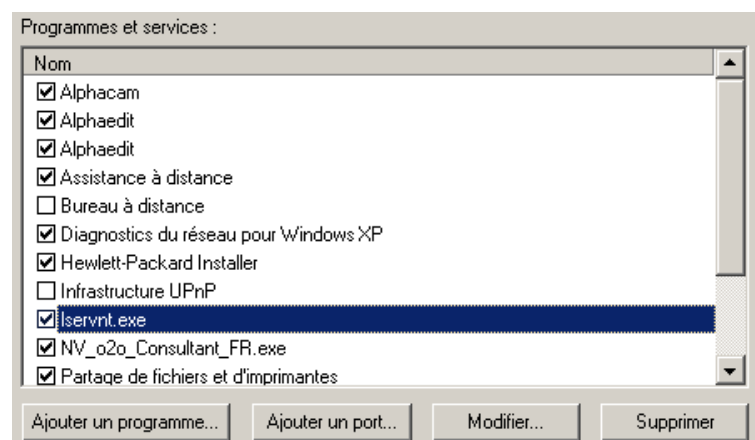 Programmes et services :
Nom
Alphacam
Alphaedit
Alphaedit
Assistance à distance
Bureau à distance
Diagnostics du réseau pour Windows XP
Hewlett-Packard Installer
Infrastructure UPnP
lservnt.exe
NV_o2o_Consultant_FR.exe
Partage de fichiers et d'imprimantes
Ajouter un programme... Ajouter un port... Modifier... Supprimer